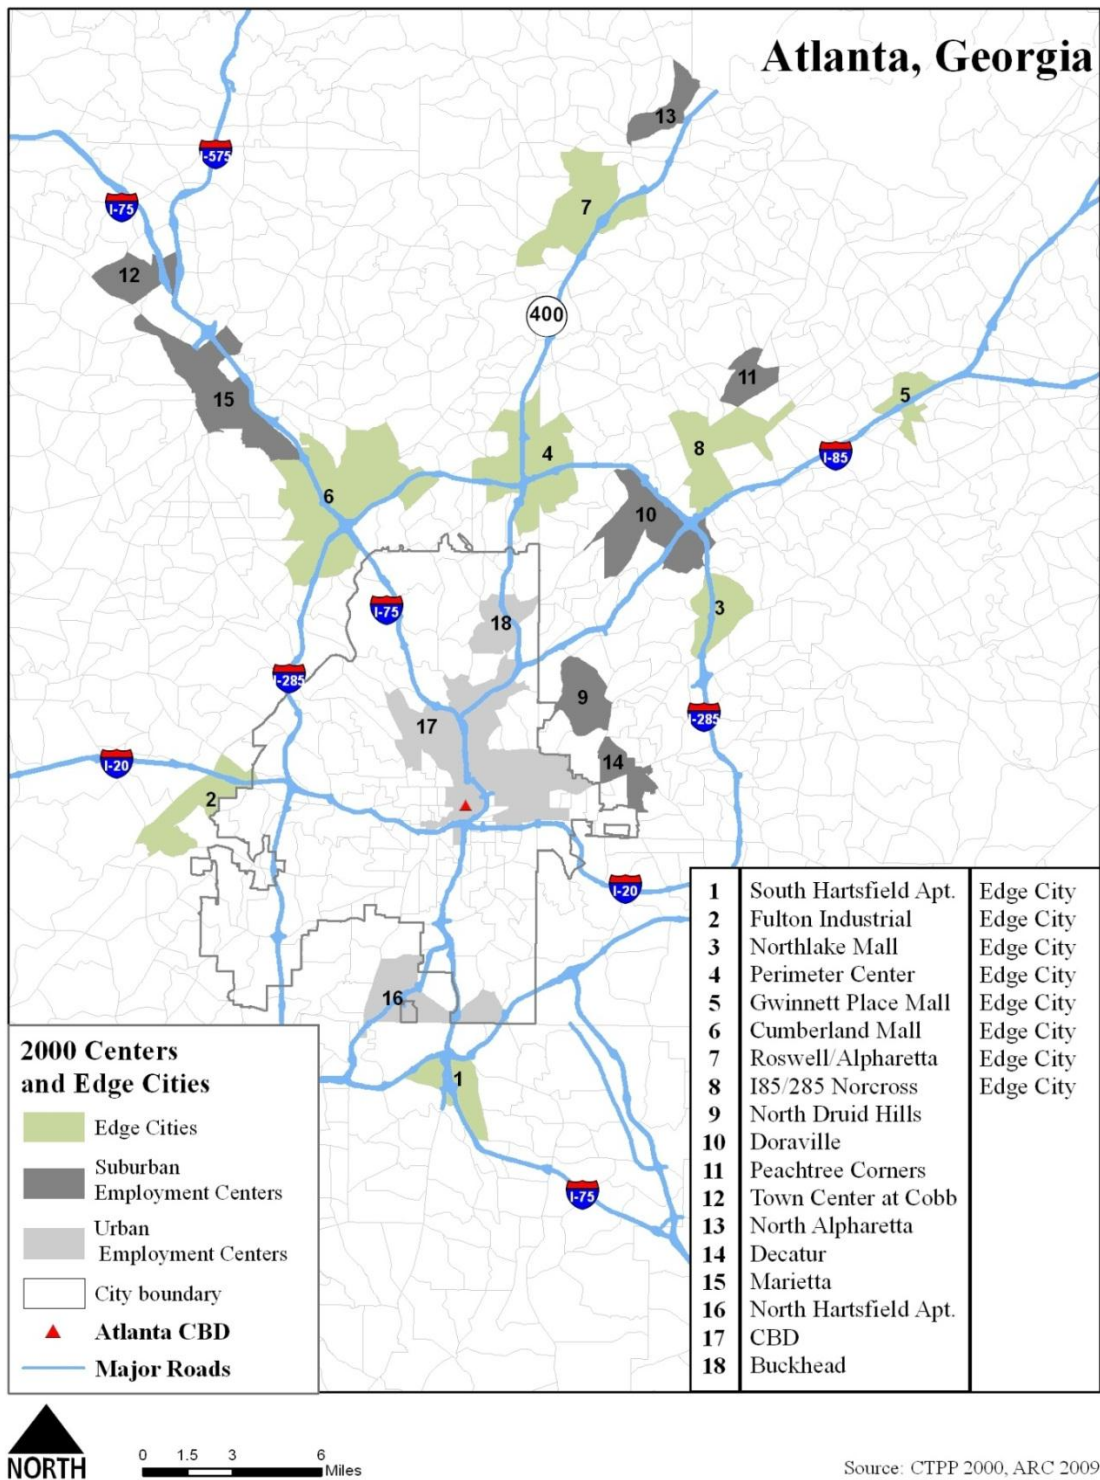 Atlanta, Georgia
13
I-575
7
I-75
12
400
11
15
5
4
8
I-85
6
10
3
I-75
18
I-285
9
I-285
17
I-20
14
2
I-20
16
1
I-75
1 South Hartsfield Apt. Edge City
2 Fulton Industrial Edge City
3 Northlake Mall Edge City
4 Perimeter Center Edge City
5 Gwinnett Place Mall Edge City
6 Cumberland Mall Edge City
7 Roswell/Alpharetta Edge City
8 I85/285 Norcross Edge City
9 North Druid Hills
10 Doraville
11 Peachtree Corners
12 Town Center at Cobb
13 North Alpharetta
14 Decatur
15 Marietta
16 North Hartsfield Apt.
17 CBD
18 Buckhead
2000 Centers
and Edge Cities
Edge Cities
Suburban
Employment Centers
Urban
Employment Centers
City boundary
Atlanta CBD
Major Roads
NORTH
0 1.5 3 6
Miles
Source: CTPP 2000, ARC 2009